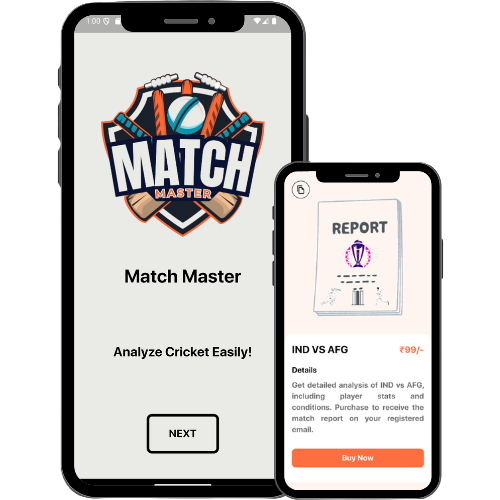 1:00
MATCH
MASTER
Match Master
Analyze Cricket Easily!
NEXT
REPORT
IND VS AFG ₹99/-
Details
Get detailed analysis of IND vs AFG,
including player stats and
conditions. Purchase to receive the
match report on your registered
email.
Buy Now